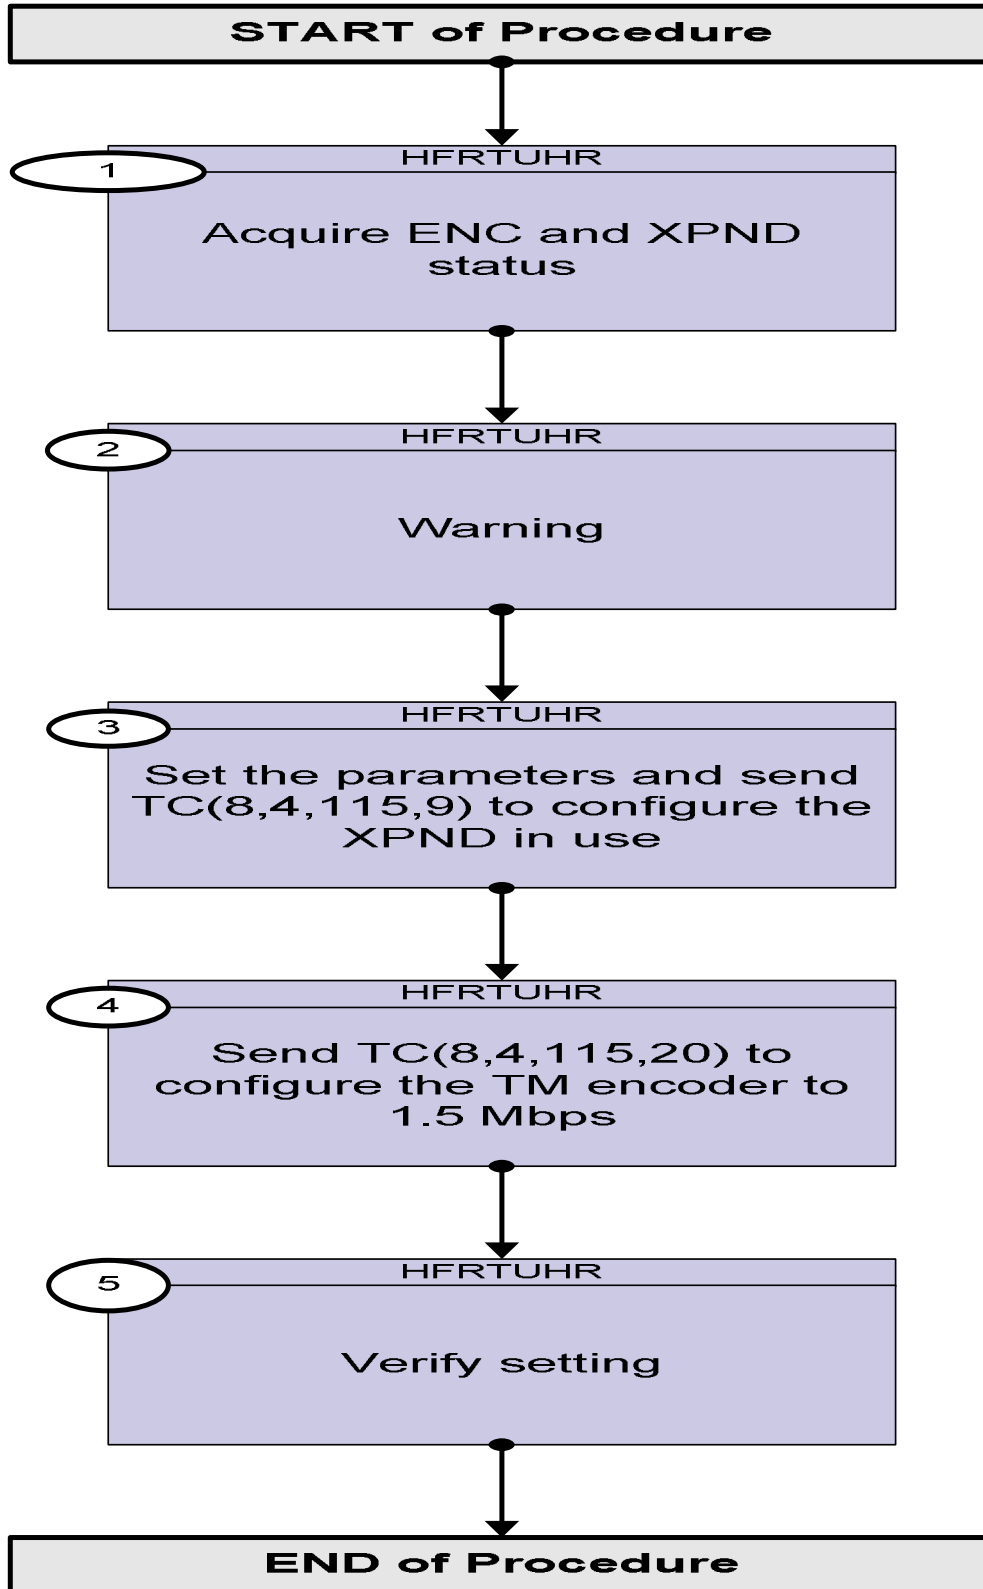 START of Procedure
HFRTUHR
1
Acquire ENC and XPND
status
HFRTUHR
2
Warning
HFRTUHR
3
Set the parameters and send
TC(8,4,115,9) to configure the
XPND in use
HFRTUHR
4
Send TC(8,4,115,20) to
configure the TM encoder to
1.5 Mbps
HFRTUHR
5
Verify setting
END of Procedure